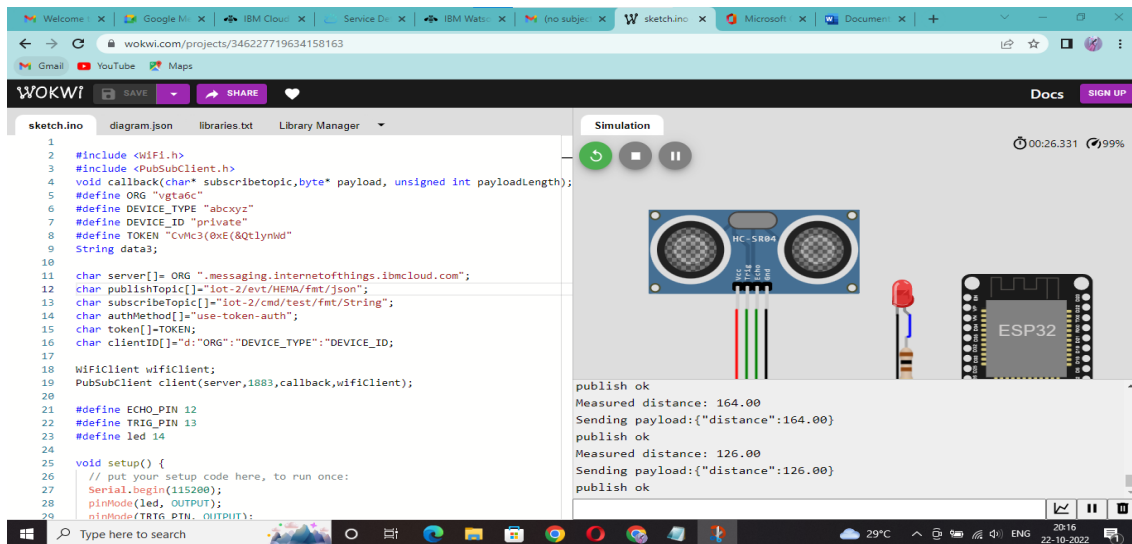 Welcome
Google M
IBM Cloud
Service De
IBM Wats
(no subjec
sketch.ino
Microsoft
Document
wokwi.com/projects/346227719634158163
Gmail YouTube Maps
WOKWi SAVE SHARE Docs SIGN UP
sketch.ino diagram.json libraries.txt Library Manager
1
2 #include <WiFi.h>
3 #include <PubSubClient.h>
4 void callback(char* subscribetopic,byte* payload, unsigned int payloadLength);
5 #define ORG "vgta6c"
6 #define DEVICE_TYPE "abcxyz"
7 #define DEVICE_ID "private"
8 #define TOKEN "CvMc3(0xE(&QtlynWd"
9 String data3;
10
11 char server[]= ORG ".messaging.internetofthings.ibmcloud.com";
12 char publishTopic[]="iot-2/evt/HEMA/fmt/json";
13 char subscribeTopic[]="iot-2/cmd/test/fmt/String";
14 char authMethod[]="use-token-auth";
15 char token[]=TOKEN;
16 char clientID[]="d:"ORG":"DEVICE_TYPE":"DEVICE_ID;
17
18 WiFiClient wifiClient;
19 PubSubClient client(server,1883,callback,wifiClient);
20
21 #define ECHO_PIN 12
22 #define TRIG_PIN 13
23 #define led 14
24
25 void setup() {
26 // put your setup code here, to run once:
27 Serial.begin(115200);
28 pinMode(led, OUTPUT);
29 pinMode(TRIG_PIN, OUTPUT);
Simulation
00:26.331 99%
HC-SR04
Vcc
Trig
Echo
Gnd
ESP32
publish ok
Measured distance: 164.00
Sending payload:{"distance":164.00}
publish ok
Measured distance: 126.00
Sending payload:{"distance":126.00}
publish ok
Type here to search
29°C
ENG
20:16
22-10-2022